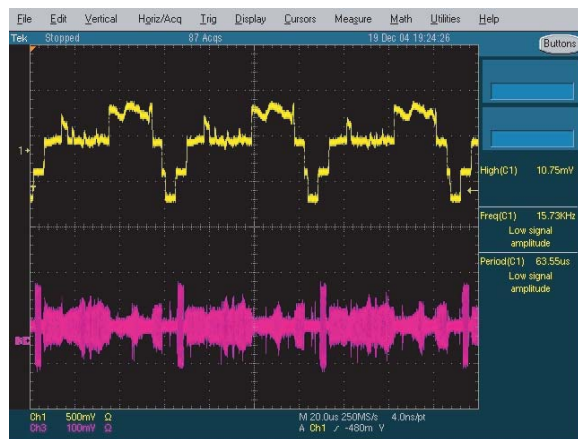 File Edit Vertical Horiz/Acq Trig Display Cursors Measure Math Utilities Help
Tek Stopped 87 Acqs 19 Dec 04 19:24:26
Buttons
1
High(C1) 10.75mV
Freq(C1) 15.73KHz
Low signal
amplitude
Period(C1) 63.55us
Low signal
amplitude
Ch1 500mV Ω M 20.0us 250MS/s 4.0ns/pt
Ch3 100mV Ω A Ch1 ∕ -480m V